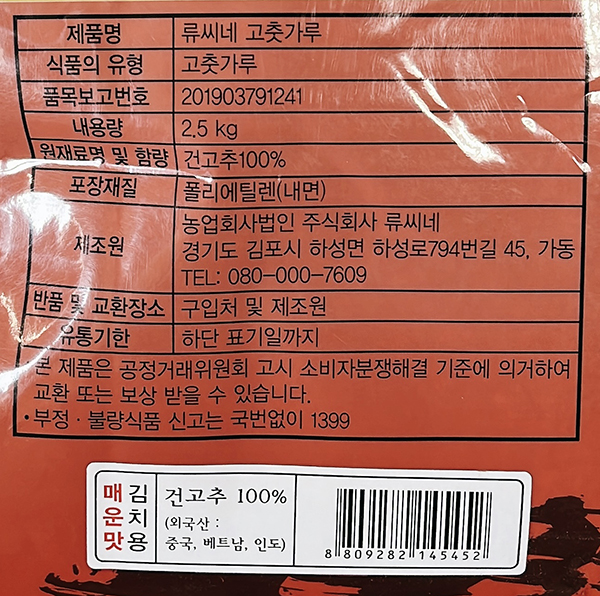 제품명 류씨네 고춧가루
식품의 유형 고춧가루
품목보고번호 201903791241
내용량 2.5 kg
원재료명 및 함량 건고추100%
포장재질 폴리에틸렌(내면)
제조원 농업회사법인 주식회사 류씨네
경기도 김포시 하성면 하성로794번길 45, 가동
TEL: 080-000-7609
반품 및 교환장소 구입처 및 제조원
유통기한 하단 표기일까지
본 제품은 공정거래위원회 고시 소비자분쟁해결 기준에 의거하여
교환 또는 보상 받을 수 있습니다.
•부정·불량식품 신고는 국번없이 1399
매운맛
김치용
건고추 100%
(외국산 :
중국, 베트남, 인도)
8 809282 145452